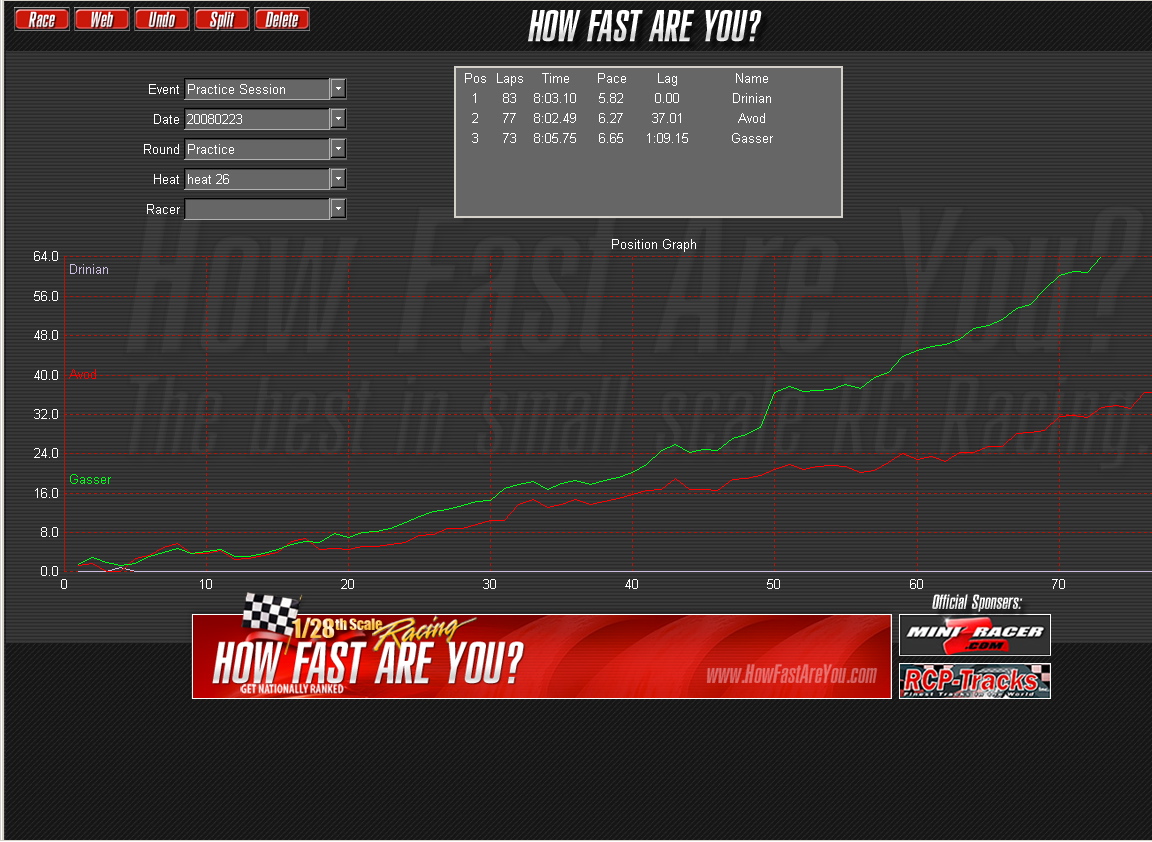 Race Web Undo Split Delete
HOW FAST ARE YOU?
Event Practice Session
Date 20080223
Round Practice
Heat heat 26
Racer
Pos Laps Time Pace Lag Name
1 83 8:03.10 5.82 0.00 Drinian
2 77 8:02.49 6.27 37.01 Avod
3 73 8:05.75 6.65 1:09.15 Gasser
How Fast Are You?
The best in small scale RC Racing.
Position Graph
64.0
Drinian
56.0
48.0
40.0
Avod
32.0
24.0
Gasser
16.0
8.0
0.0
0 10 20 30 40 50 60 70
1/28th Scale Racing
HOW FAST ARE YOU?
GET NATIONALLY RANKED
www.HowFastAreYou.com
Official Sponsers:
MINI-Z RACER
.COM
RCP-Tracks Inc.
Finest Tracks in the World